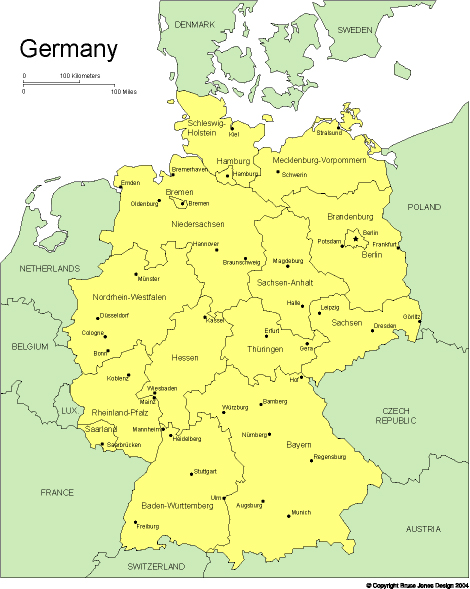 DENMARK
SWEDEN
Germany
0 100 Kilometers
0 100 Miles
Schleswig-
Holstein
Kiel
Stralsund
Hamburg
Hamburg
Mecklenburg-Vorpommern
Schwerin
Bremerhaven
Emden
Bremen
Oldenburg
Bremen
Niedersachsen
Brandenburg
POLAND
Berlin
Potsdam
Berlin
Frankfurt
Hannover
Braunschweig
Magdeburg
NETHERLANDS
Münster
Sachsen-Anhalt
Nordrhein-Westfalen
Halle
Leipzig
Düsseldorf
Kassel
Görlitz
Sachsen
Dresden
Cologne
Erfurt
BELGIUM
Bonn
Hessen
Thüringen
Gera
Koblenz
Hof
Wiesbaden
Mainz
LUX
Rheinland-Pfalz
Bamberg
Würzburg
CZECH
REPUBLIC
Saarland
Mannheim
Heidelberg
Nürnberg
Saarbrücken
Bayern
Regensburg
Stuttgart
FRANCE
Ulm
Baden-Württemberg
Augsburg
Munich
Freiburg
AUSTRIA
SWITZERLAND
© Copyright Bruce Jones Design 2004